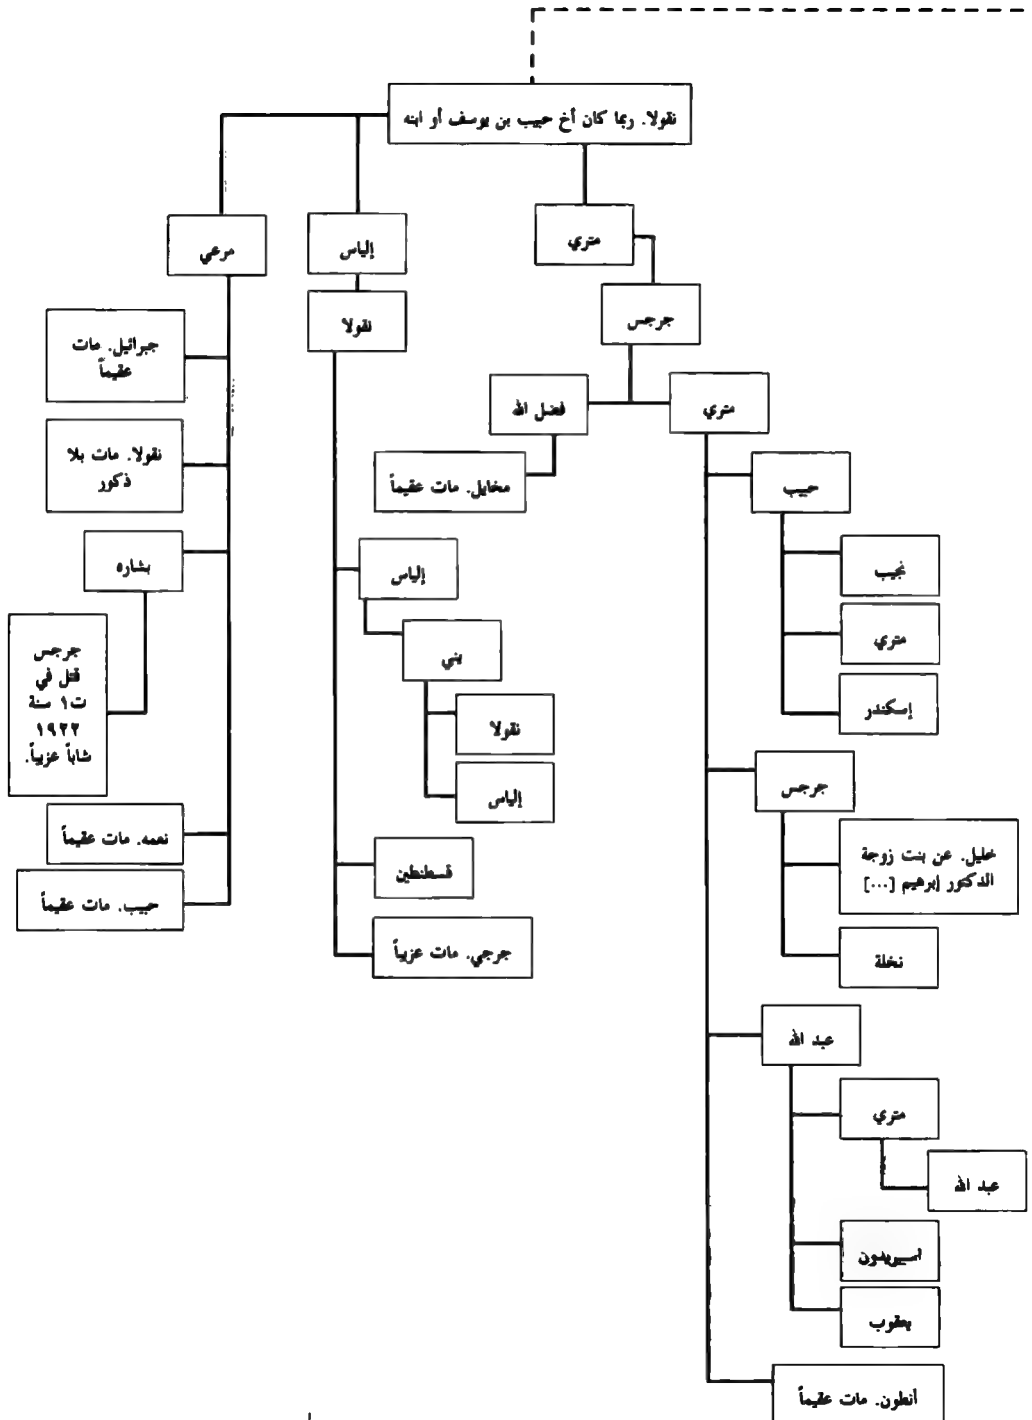 نقولا. ربما كان أخ حبيب بن يوسف أو ابنه
متري
جرجس
متري
حبيب
نجيب
متري
إسكندر
جرجس
خليل. عن بنت زوجة
الدكتور إبرهيم [...]
نخلة
عبد الله
متري
عبد الله
اسبيريدون
يعقوب
أنطون. مات عقيماً
فضل الله
مخايل. مات عقيماً
إلياس
نقولا
إلياس
بني
نقولا
إلياس
قسطنطين
جرجي. مات عزيباً
مرعي
جبرائيل. مات
عقيماً
نقولا. مات بلا
ذكور
بشاره
جرجس
قتل في
ت١ سنة
١٩٢٢
شاباً عزيباً.
نعمه. مات عقيماً
حبيب. مات عقيماً